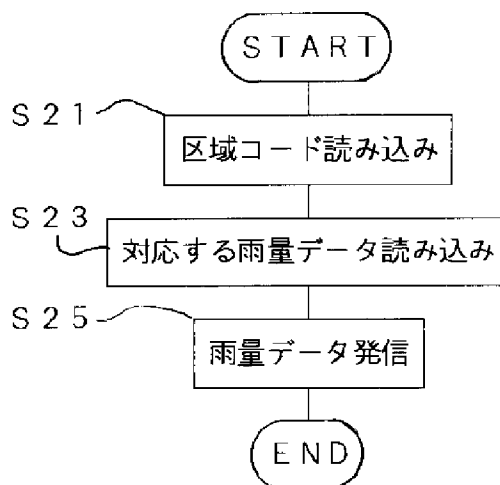 START
S21
区域コード読み込み
S23
対応する雨量データ読み込み
S25
雨量データ発信
END